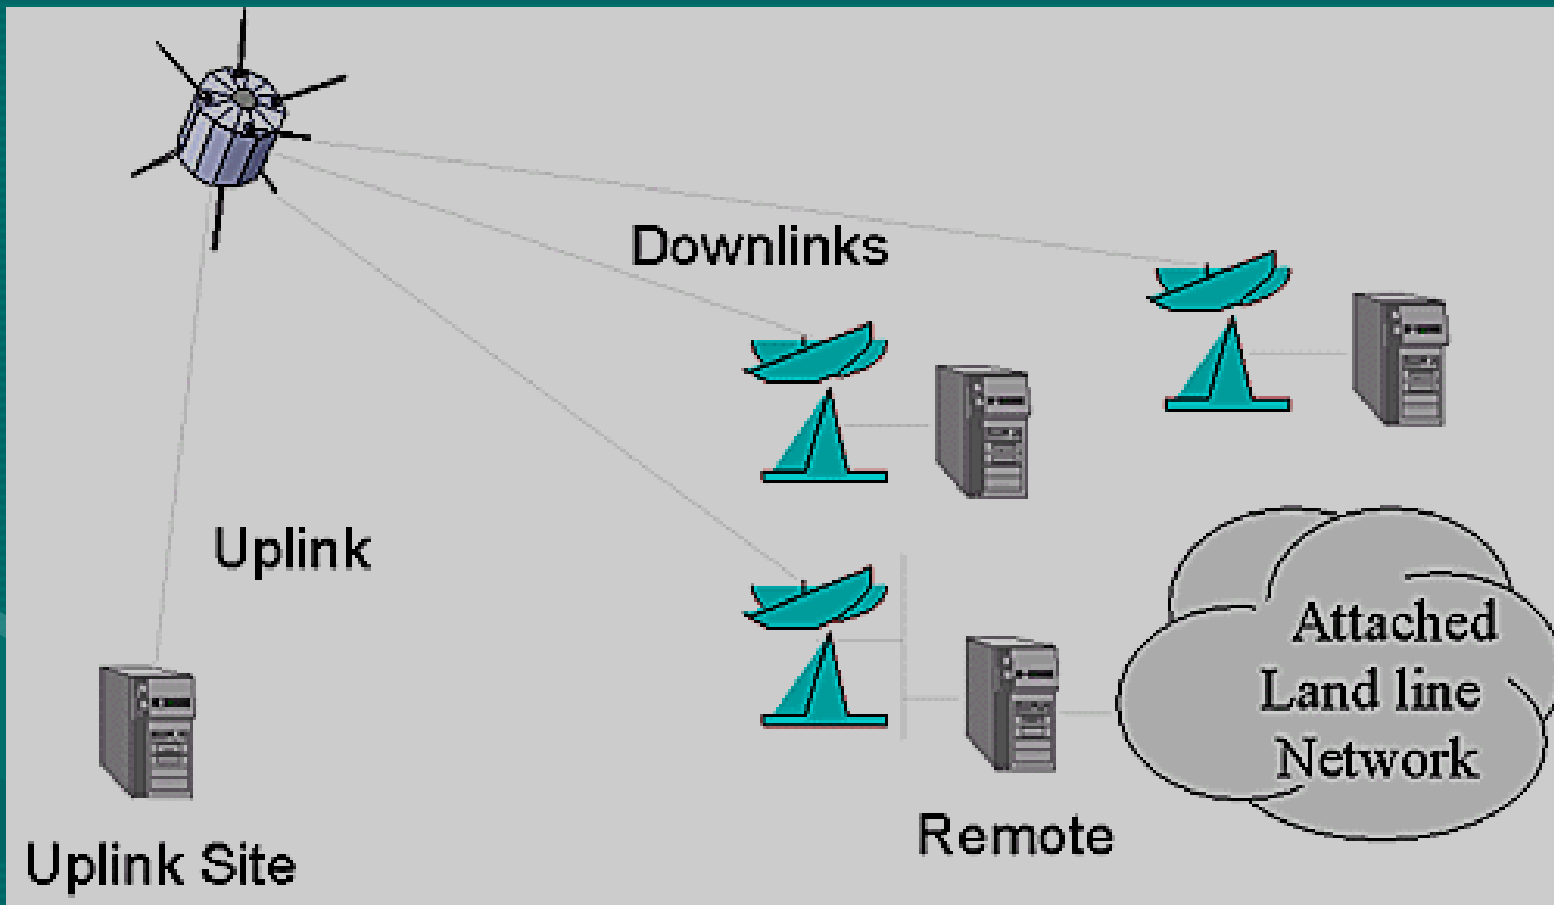 Downlinks
Uplink
Attached
Land line
Network
Remote
Uplink Site